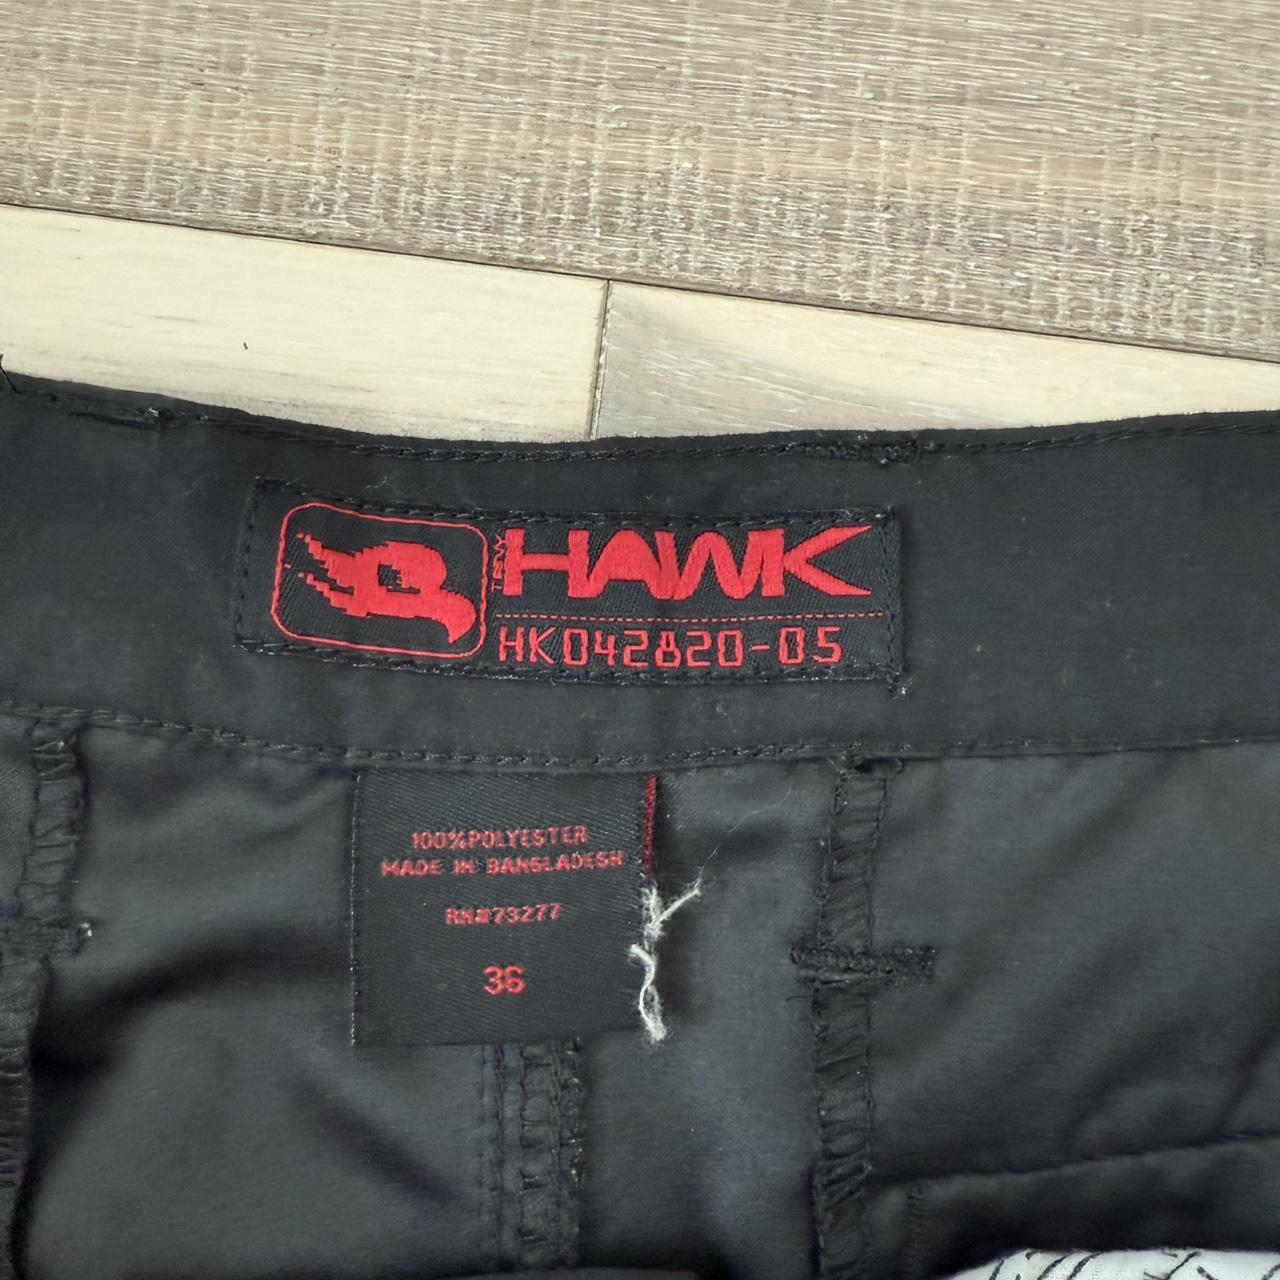 TONY HAWK
HK042820-05
100%POLYESTER
MADE IN BANGLADESH
RN#73277
36